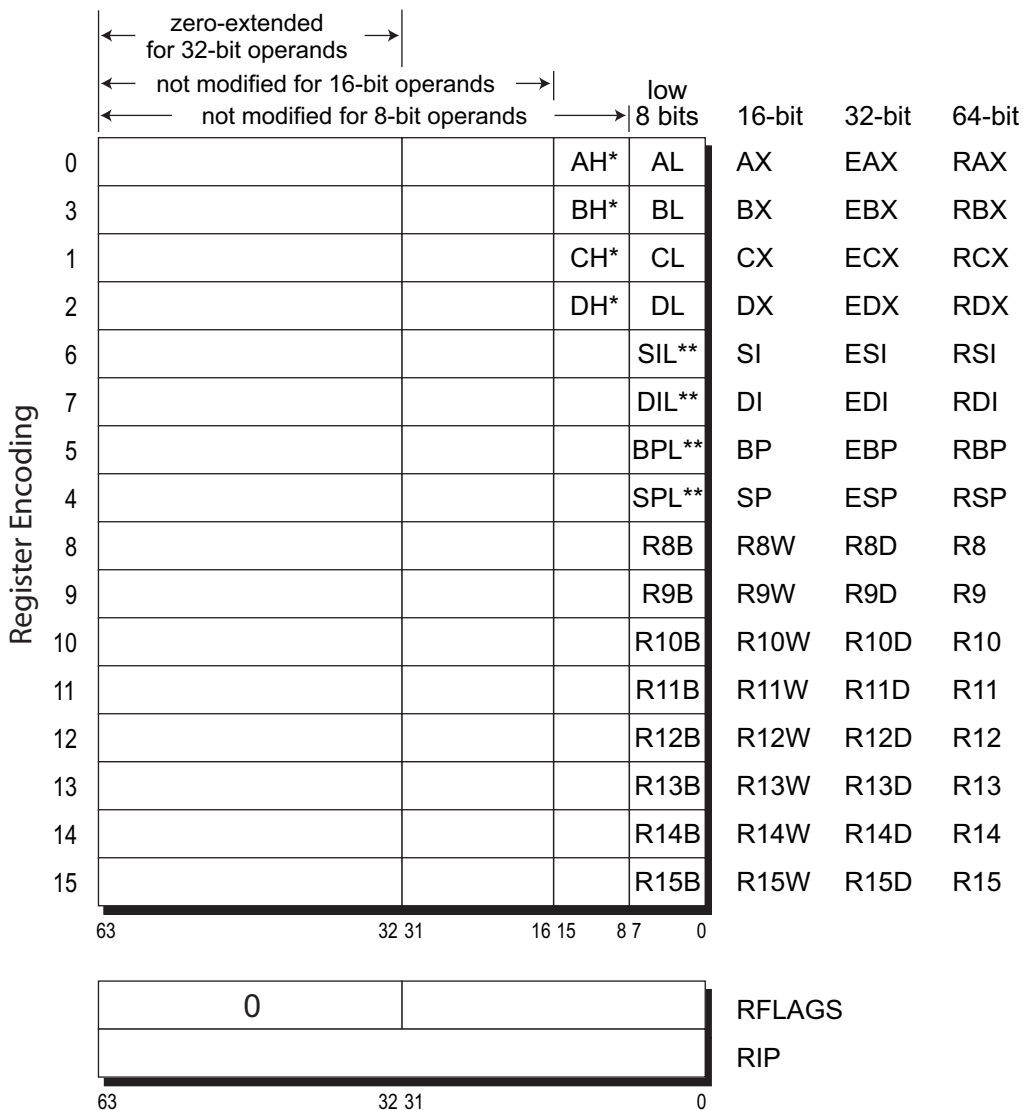 zero-extended
for 32-bit operands
not modified for 16-bit operands
not modified for 8-bit operands
low
8 bits 16-bit 32-bit 64-bit
Register Encoding
0 AH* AL AX EAX RAX
3 BH* BL BX EBX RBX
1 CH* CL CX ECX RCX
2 DH* DL DX EDX RDX
6 SIL** SI ESI RSI
7 DIL** DI EDI RDI
5 BPL** BP EBP RBP
4 SPL** SP ESP RSP
8 R8B R8W R8D R8
9 R9B R9W R9D R9
10 R10B R10W R10D R10
11 R11B R11W R11D R11
12 R12B R12W R12D R12
13 R13B R13W R13D R13
14 R14B R14W R14D R14
15 R15B R15W R15D R15
63 32 31 16 15 8 7 0
0 RFLAGS
RIP
63 32 31 0